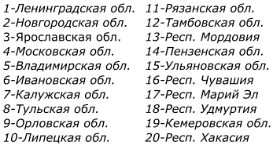 1-Ленинградская обл.
2-Новгородская обл.
3-Ярославская обл.
4-Московская обл.
5-Владимирская обл.
6-Ивановская обл.
7-Калужская обл.
8-Тульская обл.
9-Орловская обл.
10-Липецкая обл.
11-Рязанская обл.
12-Тамбовская обл.
13-Респ. Мордовия
14-Пензенская обл.
15-Ульяновская обл.
16-Респ. Чувашия
17-Респ. Марий Эл
18-Респ. Удмуртия
19-Кемеровская обл.
20-Респ. Хакасия